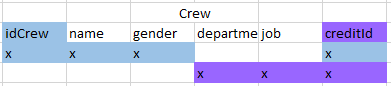 Crew
idCrew name gender departme job creditId
x x x x
x x x